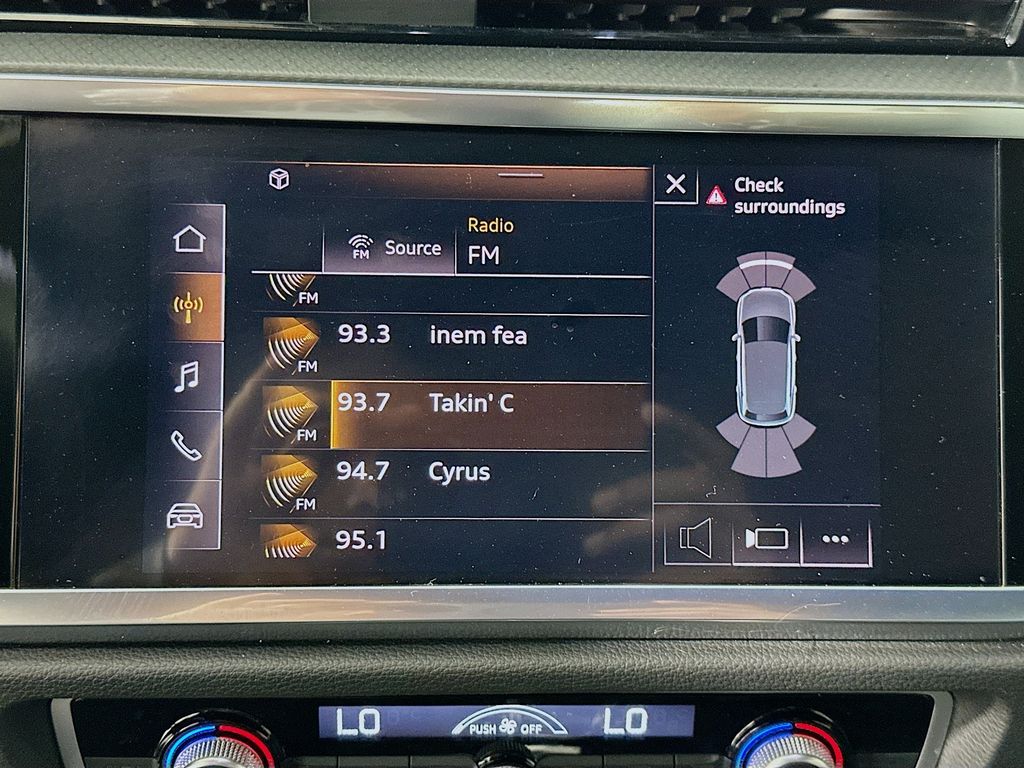 Check
surroundings
Radio
FM
Source
FM
FM
93.3 inem fea
FM
93.7 Takin' C
FM
94.7 Cyrus
FM
95.1
LO
PUSH OFF
LO